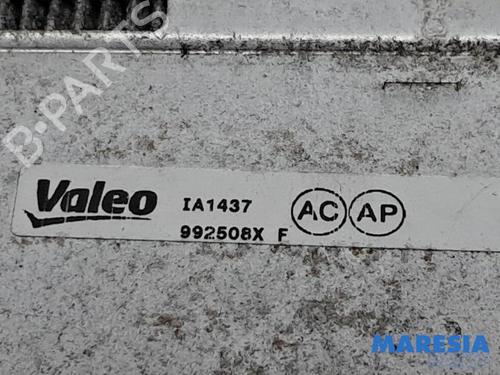 B-PARTS
Valeo
IA1437
992508X F
AC
AP
MARESIA